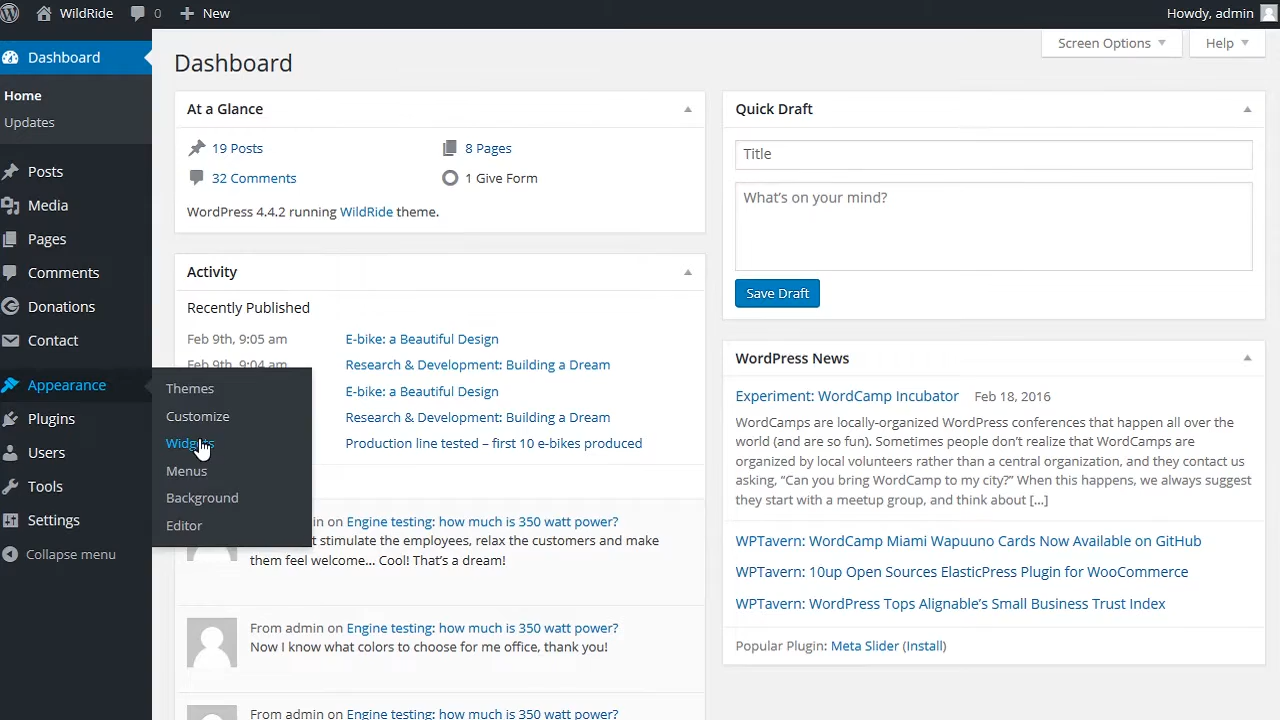 WildRide 0 New Howdy, admin
Dashboard
Home
Updates
Posts
Media
Pages
Comments
Donations
Contact
Appearance
Plugins
Users
Tools
Settings
Collapse menu
Themes
Customize
Widgets
Menus
Background
Editor
Screen Options Help
Dashboard
At a Glance
19 Posts 8 Pages
32 Comments 1 Give Form
WordPress 4.4.2 running WildRide theme.
Activity
Recently Published
Feb 9th, 9:05 am E-bike: a Beautiful Design
Feb 9th, 9:04 am Research & Development: Building a Dream
E-bike: a Beautiful Design
Research & Development: Building a Dream
Production line tested – first 10 e-bikes produced
on Engine testing: how much is 350 watt power?
stimulate the employees, relax the customers and make
them feel welcome... Cool! That's a dream!
From admin on Engine testing: how much is 350 watt power?
Now I know what colors to choose for me office, thank you!
From admin on Engine testing: how much is 350 watt power?
Quick Draft
Title
What's on your mind?
Save Draft
WordPress News
Experiment: WordCamp Incubator Feb 18, 2016
WordCamps are locally-organized WordPress conferences that happen all over the
world (and are so fun). Sometimes people don't realize that WordCamps are
organized by local volunteers rather than a central organization, and they contact us
asking, “Can you bring WordCamp to my city?” When this happens, we always suggest
they start with a meetup group, and think about [...]
WPTavern: WordCamp Miami Wapuuno Cards Now Available on GitHub
WPTavern: 10up Open Sources ElasticPress Plugin for WooCommerce
WPTavern: WordPress Tops Alignable’s Small Business Trust Index
Popular Plugin: Meta Slider (Install)